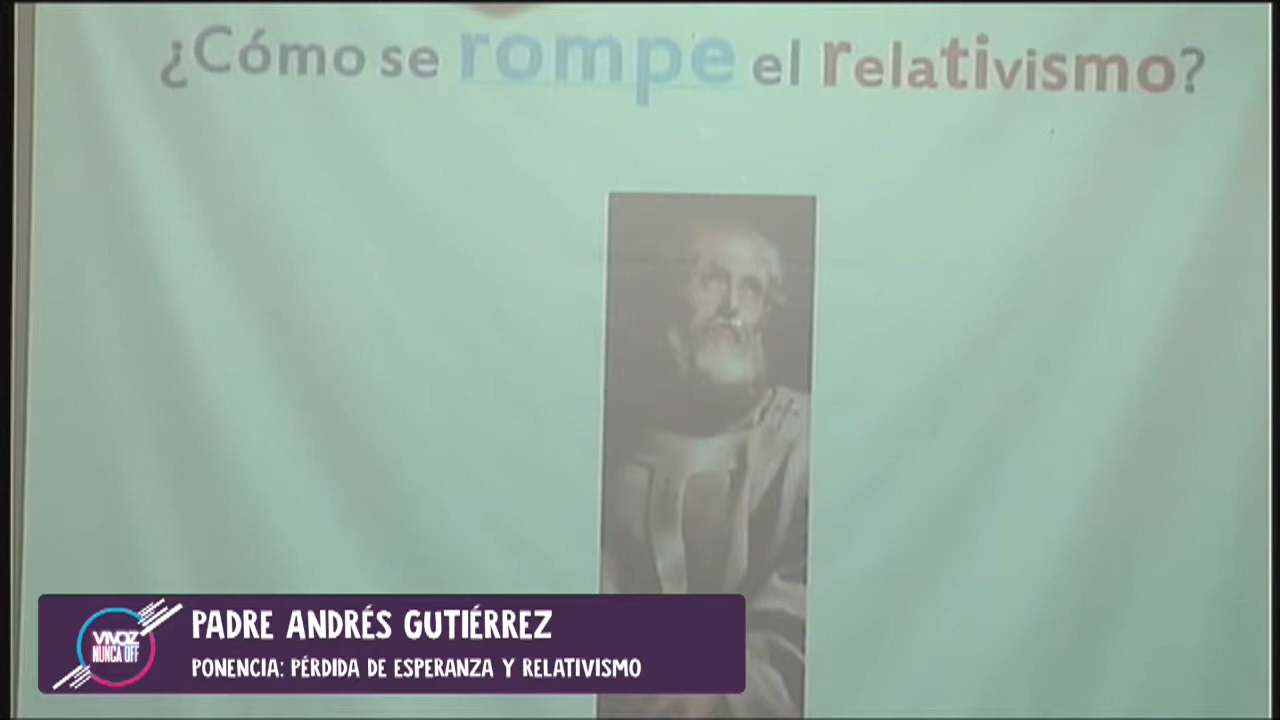 ¿Cómo se rompe el relativismo?
PADRE ANDRÉS GUTIÉRREZ
PONENCIA: PÉRDIDA DE ESPERANZA Y RELATIVISMO
VIVOZ
NUNCA OFF